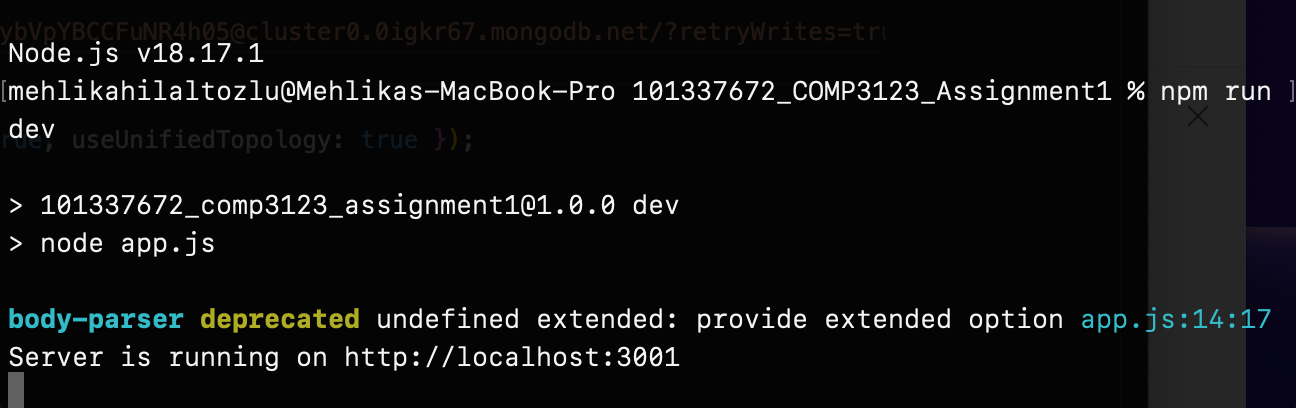 ybVpYBCCFuNR4h05@cluster0.0igkr67.mongodb.net/?retryWrites=tru
Node.js v18.17.1
[mehlikahilaltozlu@Mehlikas-MacBook-Pro 101337672_COMP3123_Assignment1 % npm run ]
dev
rue, useUnifiedTopology: true });
> 101337672_comp3123_assignment1@1.0.0 dev
> node app.js
body-parser deprecated undefined extended: provide extended option app.js:14:17
Server is running on http://localhost:3001